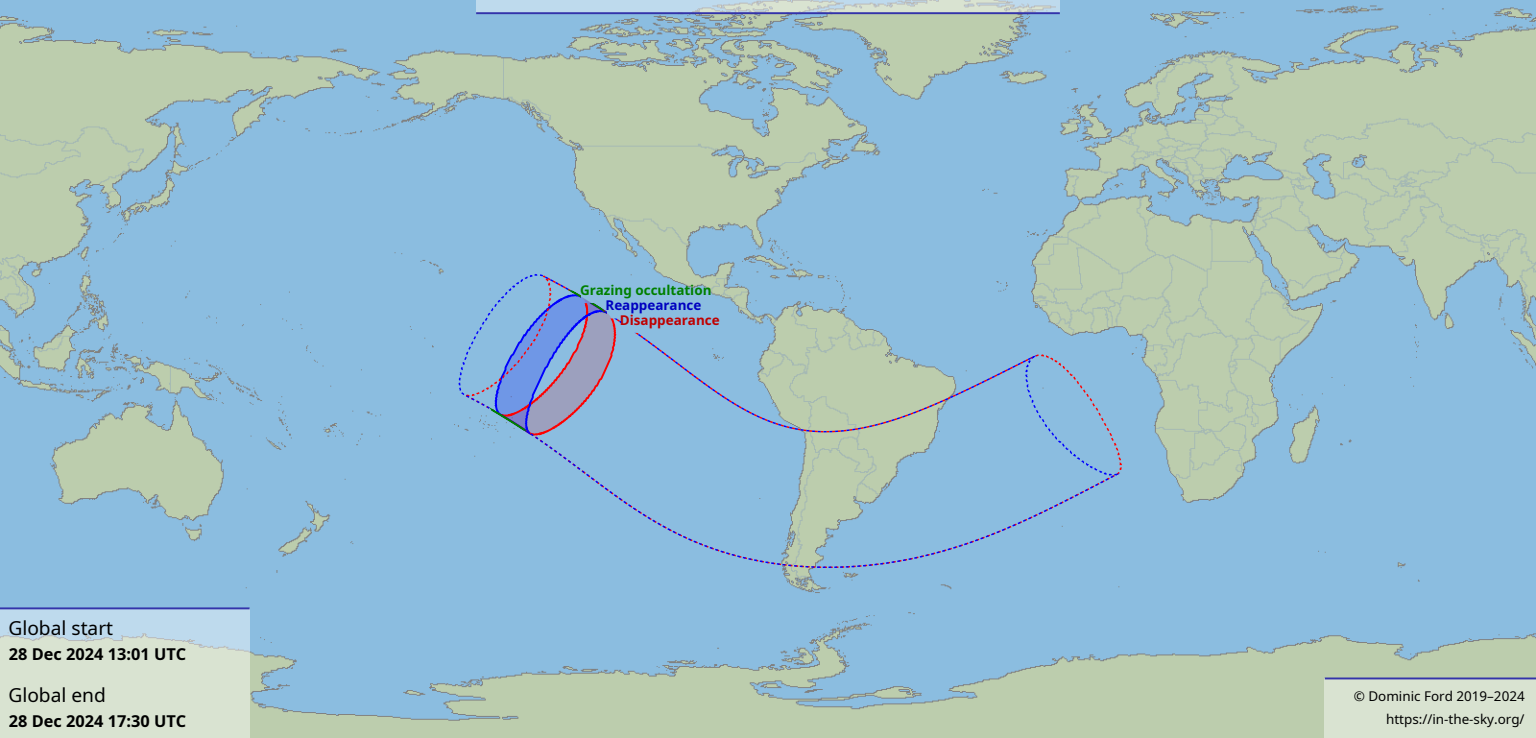 Grazing occultation
Reappearance
Disappearance
Global start
28 Dec 2024 13:01 UTC
Global end
28 Dec 2024 17:30 UTC
© Dominic Ford 2019–2024
https://in-the-sky.org/